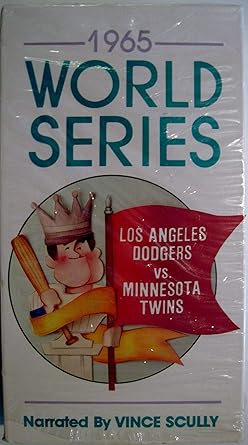 1965
WORLD
SERIES
LOS ANGELES
DODGERS
vs.
MINNESOTA
TWINS
Narrated By VINCE SCULLY